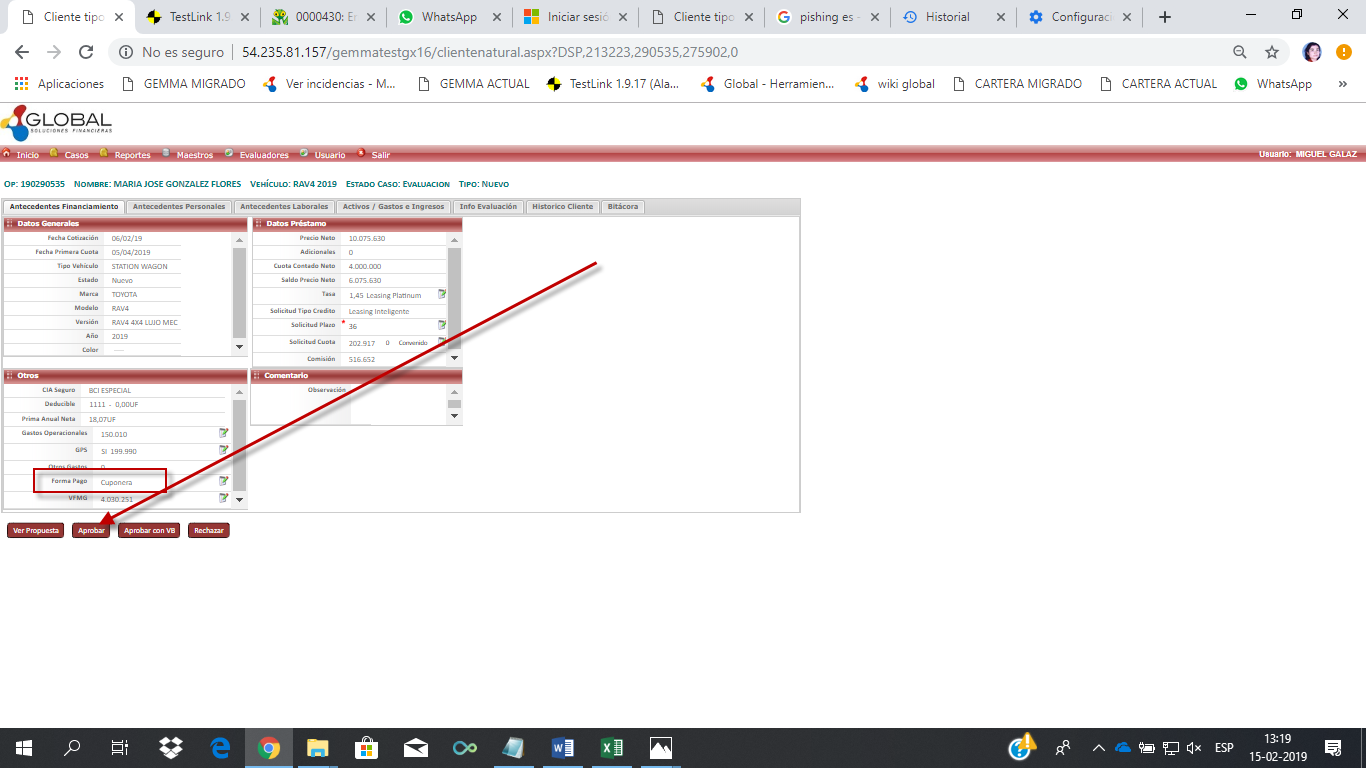 Cliente tipo
TestLink 1.9
0000430: Er
WhatsApp
Iniciar sesió
Cliente tipo
pishing es -
Historial
Configuraci
No es seguro | 54.235.81.157/gemmatestgx16/clientenatural.aspx?DSP,213223,290535,275902,0
Aplicaciones GEMMA MIGRADO Ver incidencias - M... GEMMA ACTUAL TestLink 1.9.17 (Ala... Global - Herramien... wiki global CARTERA MIGRADO CARTERA ACTUAL WhatsApp »
GLOBAL
SOLUCIONES FINANCIERAS
Inicio Casos Reportes Maestros Evaluadores Usuario Salir Usuario: MIGUEL GALAZ
Op: 190290535 Nombre: MARIA JOSE GONZALEZ FLORES Vehículo: RAV4 2019 Estado Caso: Evaluacion Tipo: Nuevo
Antecedentes Financiamiento Antecedentes Personales Antecedentes Laborales Activos / Gastos e Ingresos Info Evaluación Historico Cliente Bitácora
Datos Generales
Fecha Cotización 06/02/19
Fecha Primera Cuota 05/04/2019
Tipo Vehículo STATION WAGON
Estado Nuevo
Marca TOYOTA
Modelo RAV4
Versión RAV4 4X4 LUJO MEC
Año 2019
Color ----
Datos Préstamo
Precio Neto 10.075.630
Adicionales 0
Cuota Contado Neto 4.000.000
Saldo Precio Neto 6.075.630
Tasa 1,45 Leasing Platinum
Solicitud Tipo Credito Leasing Inteligente
Solicitud Plazo * 36
Solicitud Cuota 202.917 0 Convenido
Comisión 516.652
Otros
CIA Seguro BCI ESPECIAL
Deducible 1111 - 0,00UF
Prima Anual Neta 18,07UF
Gastos Operacionales 150.010
GPS SI 199.990
Otros Gastos 0
Forma Pago Cuponera
VFMG 4.030.251
Comentario
Observación
Ver Propuesta Aprobar Aprobar con VB Rechazar
ESP
13:19
15-02-2019